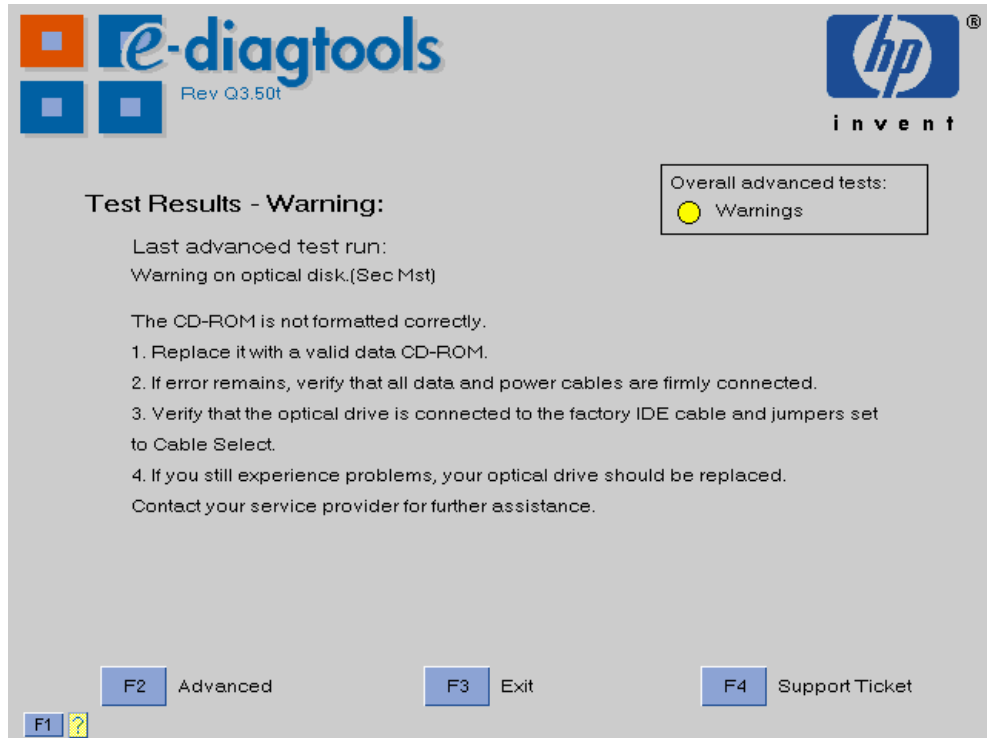 e-diagtools
Rev Q3.50t
hp
®
invent
Overall advanced tests:
Warnings
Test Results - Warning:
Last advanced test run:
Warning on optical disk.(Sec Mst)
The CD-ROM is not formatted correctly.
1. Replace it with a valid data CD-ROM.
2. If error remains, verify that all data and power cables are firmly connected.
3. Verify that the optical drive is connected to the factory IDE cable and jumpers set
to Cable Select.
4. If you still experience problems, your optical drive should be replaced.
Contact your service provider for further assistance.
F2 Advanced
F3 Exit
F4 Support Ticket
F1 ?